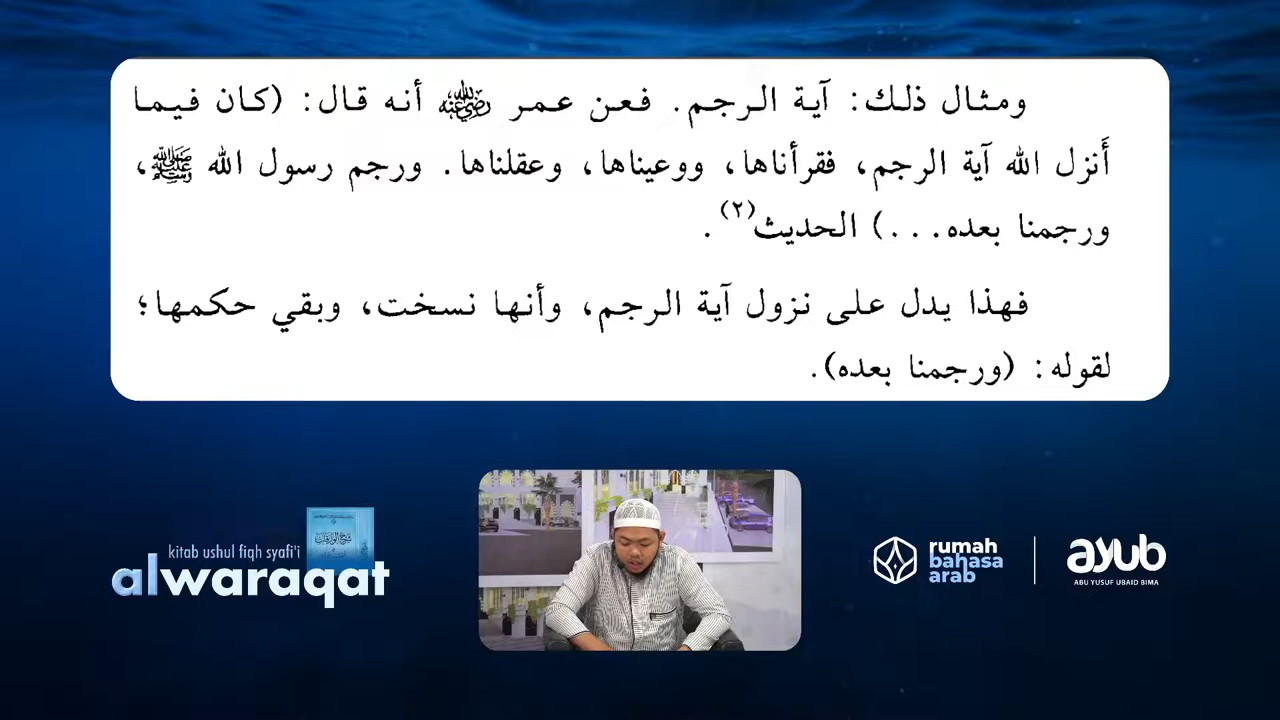 ومثال ذلك: آية الرجم. فعن عمر رضي الله عنه أنه قال: (كان فيما
أَنزل الله آية الرجم، فقرأناها، ووعيناها، وعقلناها. ورجم رسول الله ﷺ،
ورجمنا بعده...) الحديث(٢).
فهذا يدل على نزول آية الرجم، وأنها نسخت، وبقي حكمها؛
لقوله: (ورجمنا بعده).
kitab ushul fiqh syafi'i
alwaraqat
rumah
bahasa
arab
ayub
ABU YUSUF UBAID BIMA